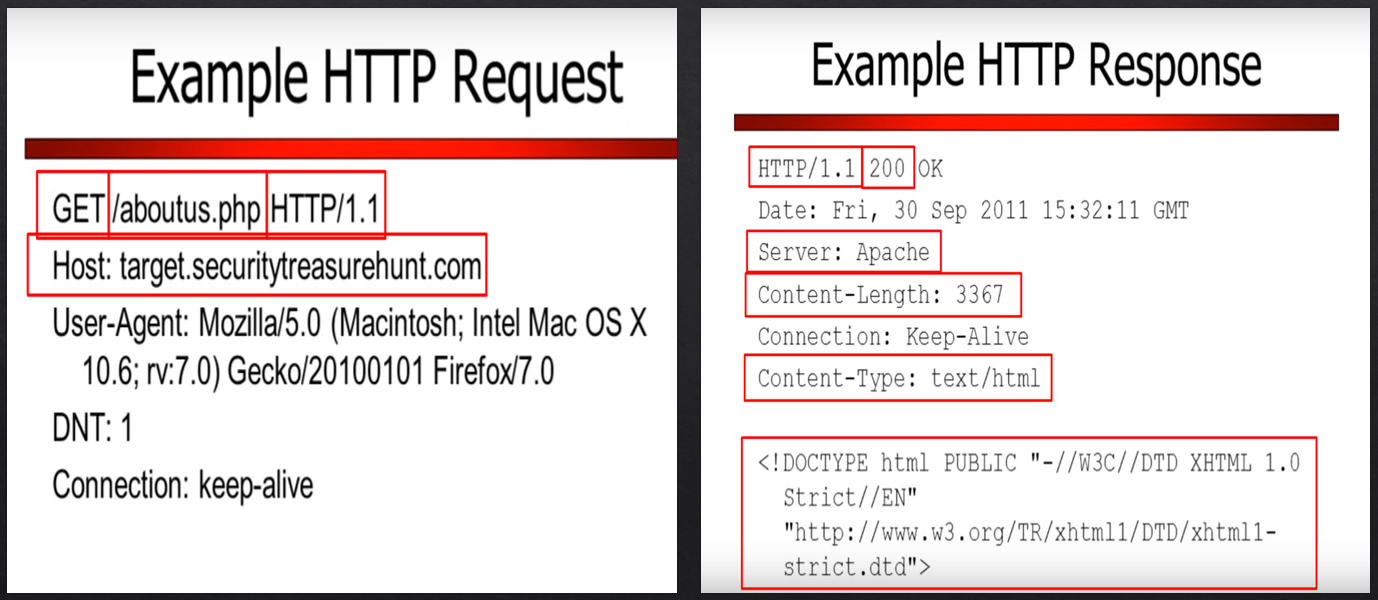 Example HTTP Request
GET /aboutus.php HTTP/1.1
Host: target.securitytreasurehunt.com
User-Agent: Mozilla/5.0 (Macintosh; Intel Mac OS X
10.6; rv:7.0) Gecko/20100101 Firefox/7.0
DNT: 1
Connection: keep-alive
Example HTTP Response
HTTP/1.1 200 OK
Date: Fri, 30 Sep 2011 15:32:11 GMT
Server: Apache
Content-Length: 3367
Connection: Keep-Alive
Content-Type: text/html
<!DOCTYPE html PUBLIC "-//W3C//DTD XHTML 1.0
Strict//EN"
"http://www.w3.org/TR/xhtml1/DTD/xhtml1-
strict.dtd">